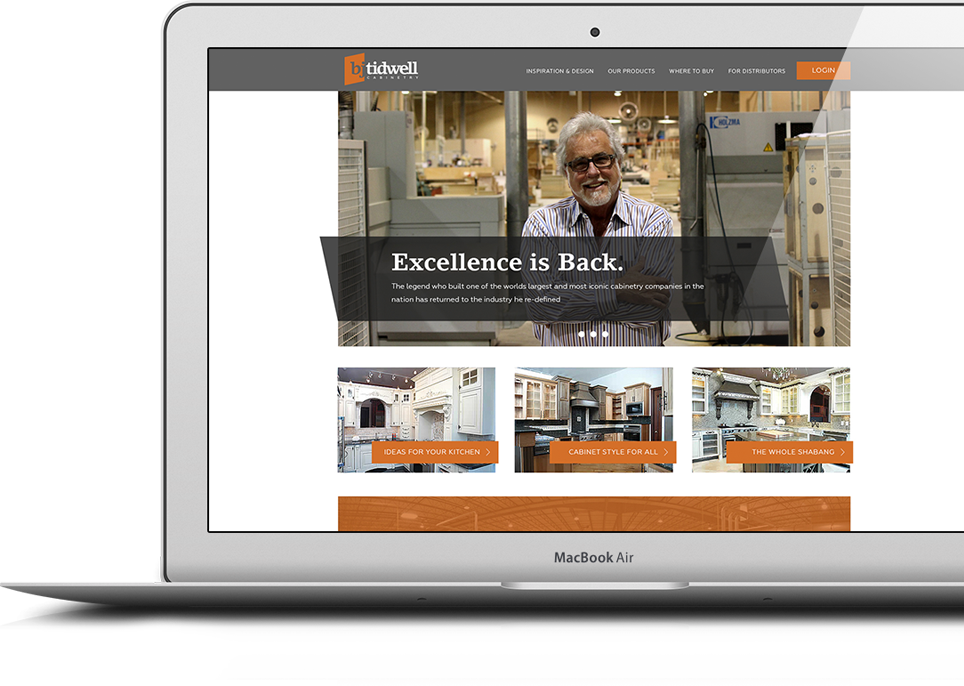 bjtidwell
CABINETRY
INSPIRATION & DESIGN
OUR PRODUCTS
WHERE TO BUY
FOR DISTRIBUTORS
LOGIN
HOLZMA
Excellence is Back.
The legend who built one of the worlds largest and most iconic cabinetry companies in the
nation has returned to the industry he re-defined
IDEAS FOR YOUR KITCHEN
CABINET STYLE FOR ALL
THE WHOLE SHABANG
MacBook Air